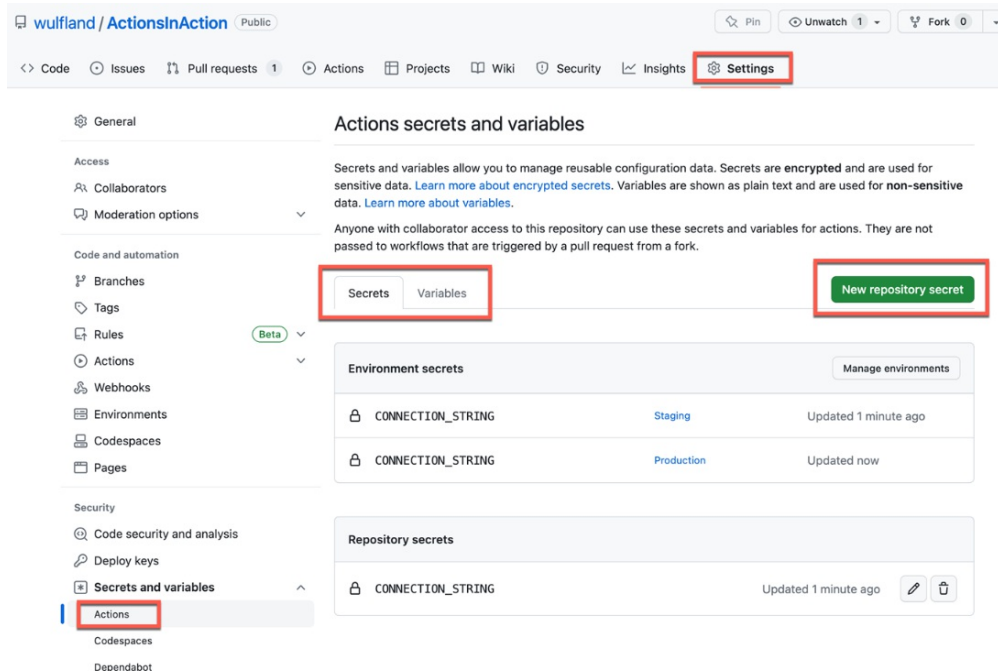 wulfland / ActionsInAction Public
Pin
Unwatch 1
Fork 0
Code
Issues
Pull requests 1
Actions
Projects
Wiki
Security
Insights
Settings
General
Access
Collaborators
Moderation options
Code and automation
Branches
Tags
Rules Beta
Actions
Webhooks
Environments
Codespaces
Pages
Security
Code security and analysis
Deploy keys
Secrets and variables
Actions
Codespaces
Dependabot
Actions secrets and variables
Secrets and variables allow you to manage reusable configuration data. Secrets are encrypted and are used for
sensitive data. Learn more about encrypted secrets. Variables are shown as plain text and are used for non-sensitive
data. Learn more about variables.
Anyone with collaborator access to this repository can use these secrets and variables for actions. They are not
passed to workflows that are triggered by a pull request from a fork.
Secrets
Variables
New repository secret
Environment secrets
Manage environments
CONNECTION_STRING Staging Updated 1 minute ago
CONNECTION_STRING Production Updated now
Repository secrets
CONNECTION_STRING Updated 1 minute ago